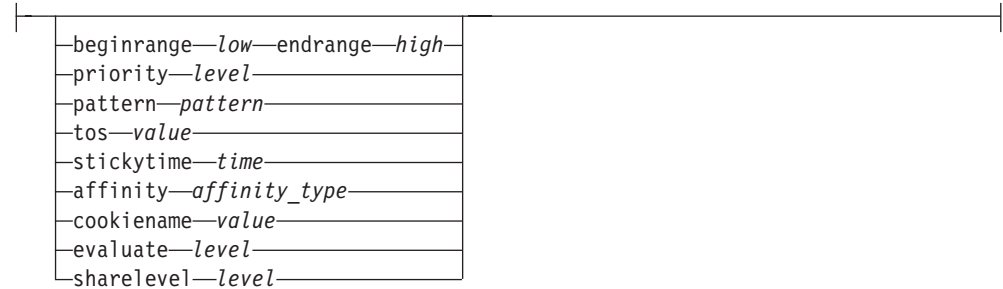 beginrange low endrange high
priority level
pattern pattern
tos value
stickytime time
affinity affinity_type
cookiename value
evaluate level
sharelevel level